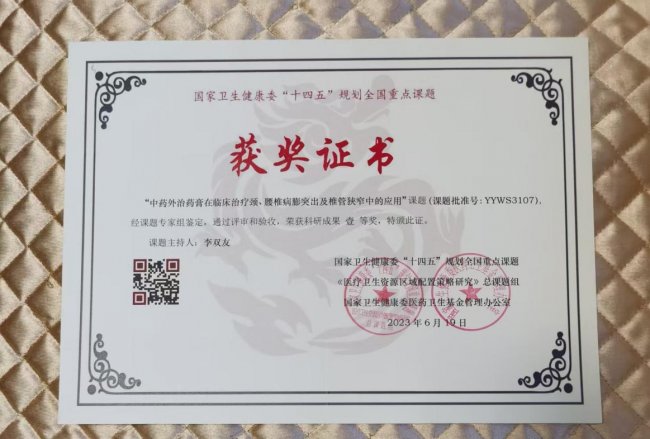 国家卫生健康委“十四五”规划全国重点课题
获奖证书
“中药外治药膏在临床治疗颈、腰椎病膨突出及椎管狭窄中的应用”课题(课题批准号:YYWS3107),
经课题专家组鉴定,通过评审和验收,荣获科研成果 壹 等奖,特颁此证。
课题主持人:李双友
国家卫生健康委“十四五”规划全国重点课题
《医疗卫生资源区域配置策略研究》总课题组
国家卫生健康委医药卫生基金管理办公室
2023年6月19日